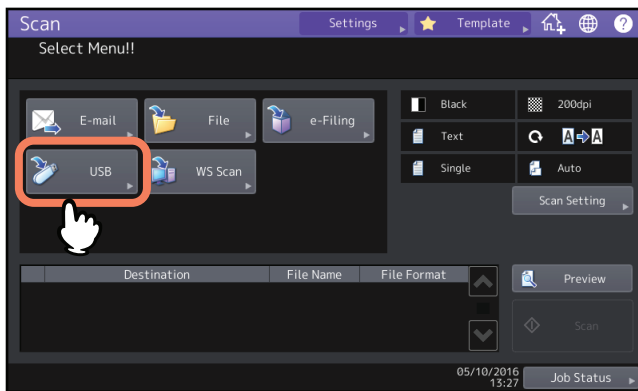 Scan
Settings
Template
?
Select Menu!!
E-mail
File
e-Filing
USB
WS Scan
Black
200dpi
Text
A A
Single
Auto
Scan Setting
Destination
File Name
File Format
Preview
Scan
05/10/2016
13:27
Job Status